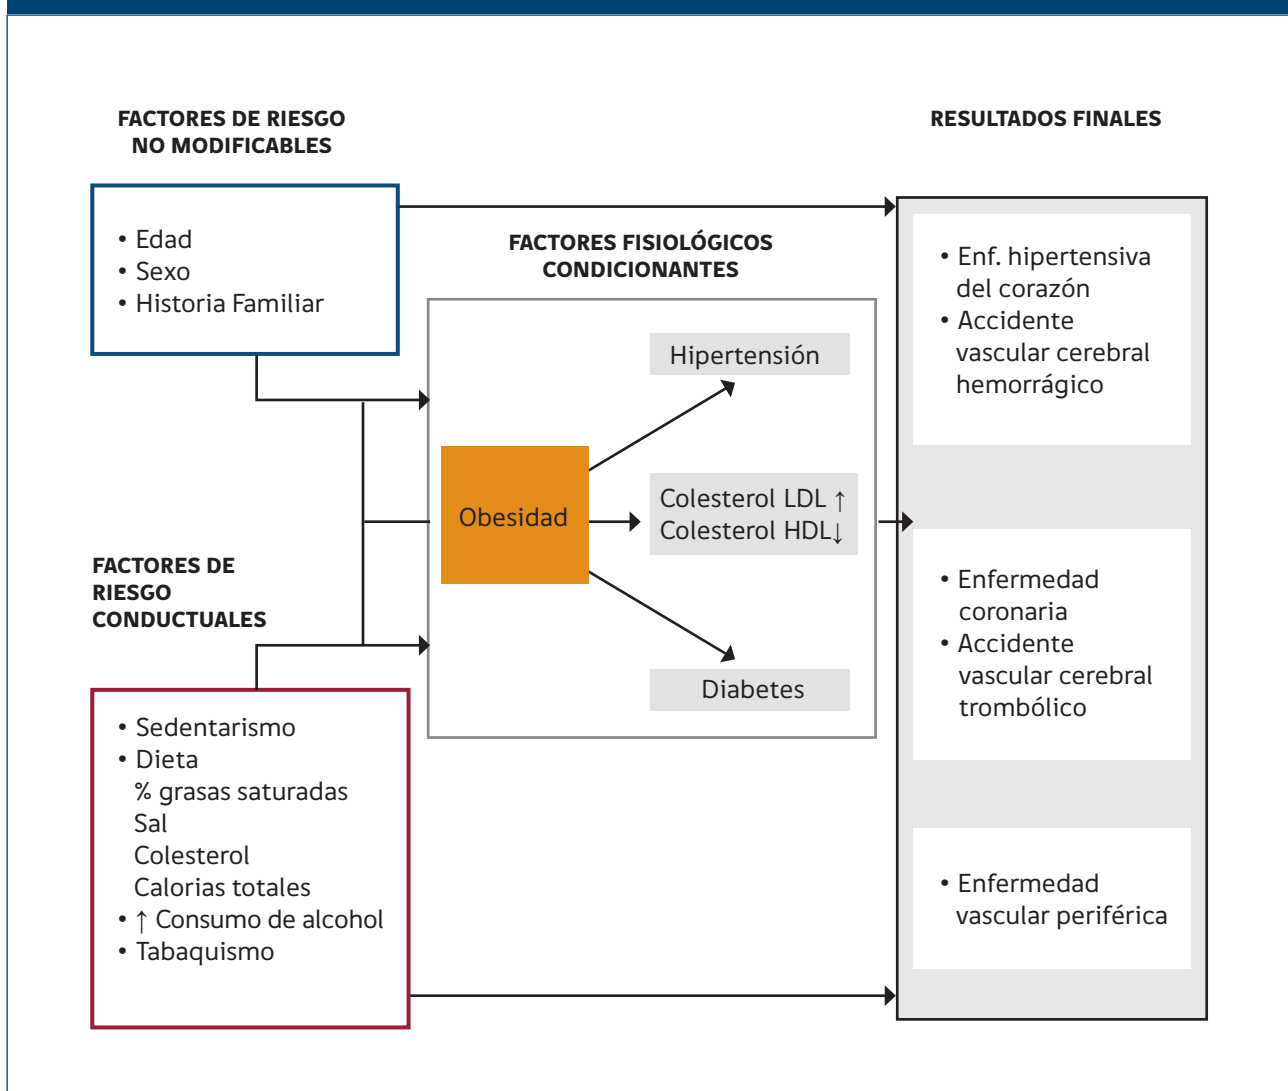 FACTORES DE RIESGO
NO MODIFICABLES
• Edad
• Sexo
• Historia Familiar
FACTORES DE
RIESGO
CONDUCTUALES
• Sedentarismo
• Dieta
% grasas saturadas
Sal
Colesterol
Calorias totales
• ↑ Consumo de alcohol
• Tabaquismo
FACTORES FISIOLÓGICOS
CONDICIONANTES
Obesidad
Hipertensión
Colesterol LDL ↑
Colesterol HDL↓
Diabetes
RESULTADOS FINALES
• Enf. hipertensiva
del corazón
• Accidente
vascular cerebral
hemorrágico
• Enfermedad
coronaria
• Accidente
vascular cerebral
trombólico
• Enfermedad
vascular periférica